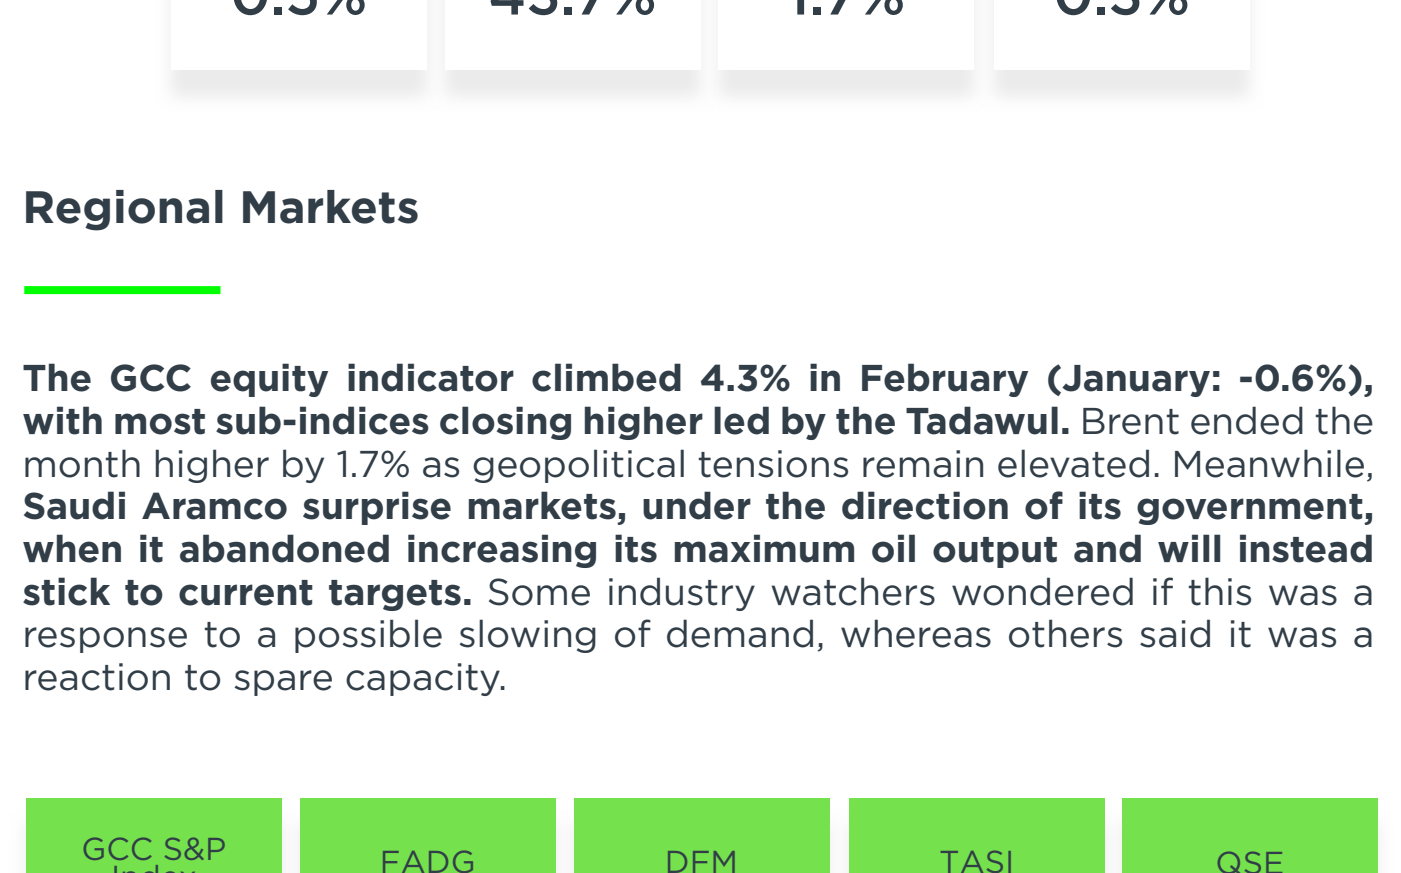 1.7%
Regional Markets
The GCC equity indicator climbed 4.3% in February (January: -0.6%),
with most sub-indices closing higher led by the Tadawul. Brent ended the
month higher by 1.7% as geopolitical tensions remain elevated. Meanwhile,
Saudi Aramco surprise markets, under the direction of its government,
when it abandoned increasing its maximum oil output and will instead
stick to current targets. Some industry watchers wondered if this was a
response to a possible slowing of demand, whereas others said it was a
reaction to spare capacity.
GCC S&P
Index
FADG
DFM
TASI
QSE